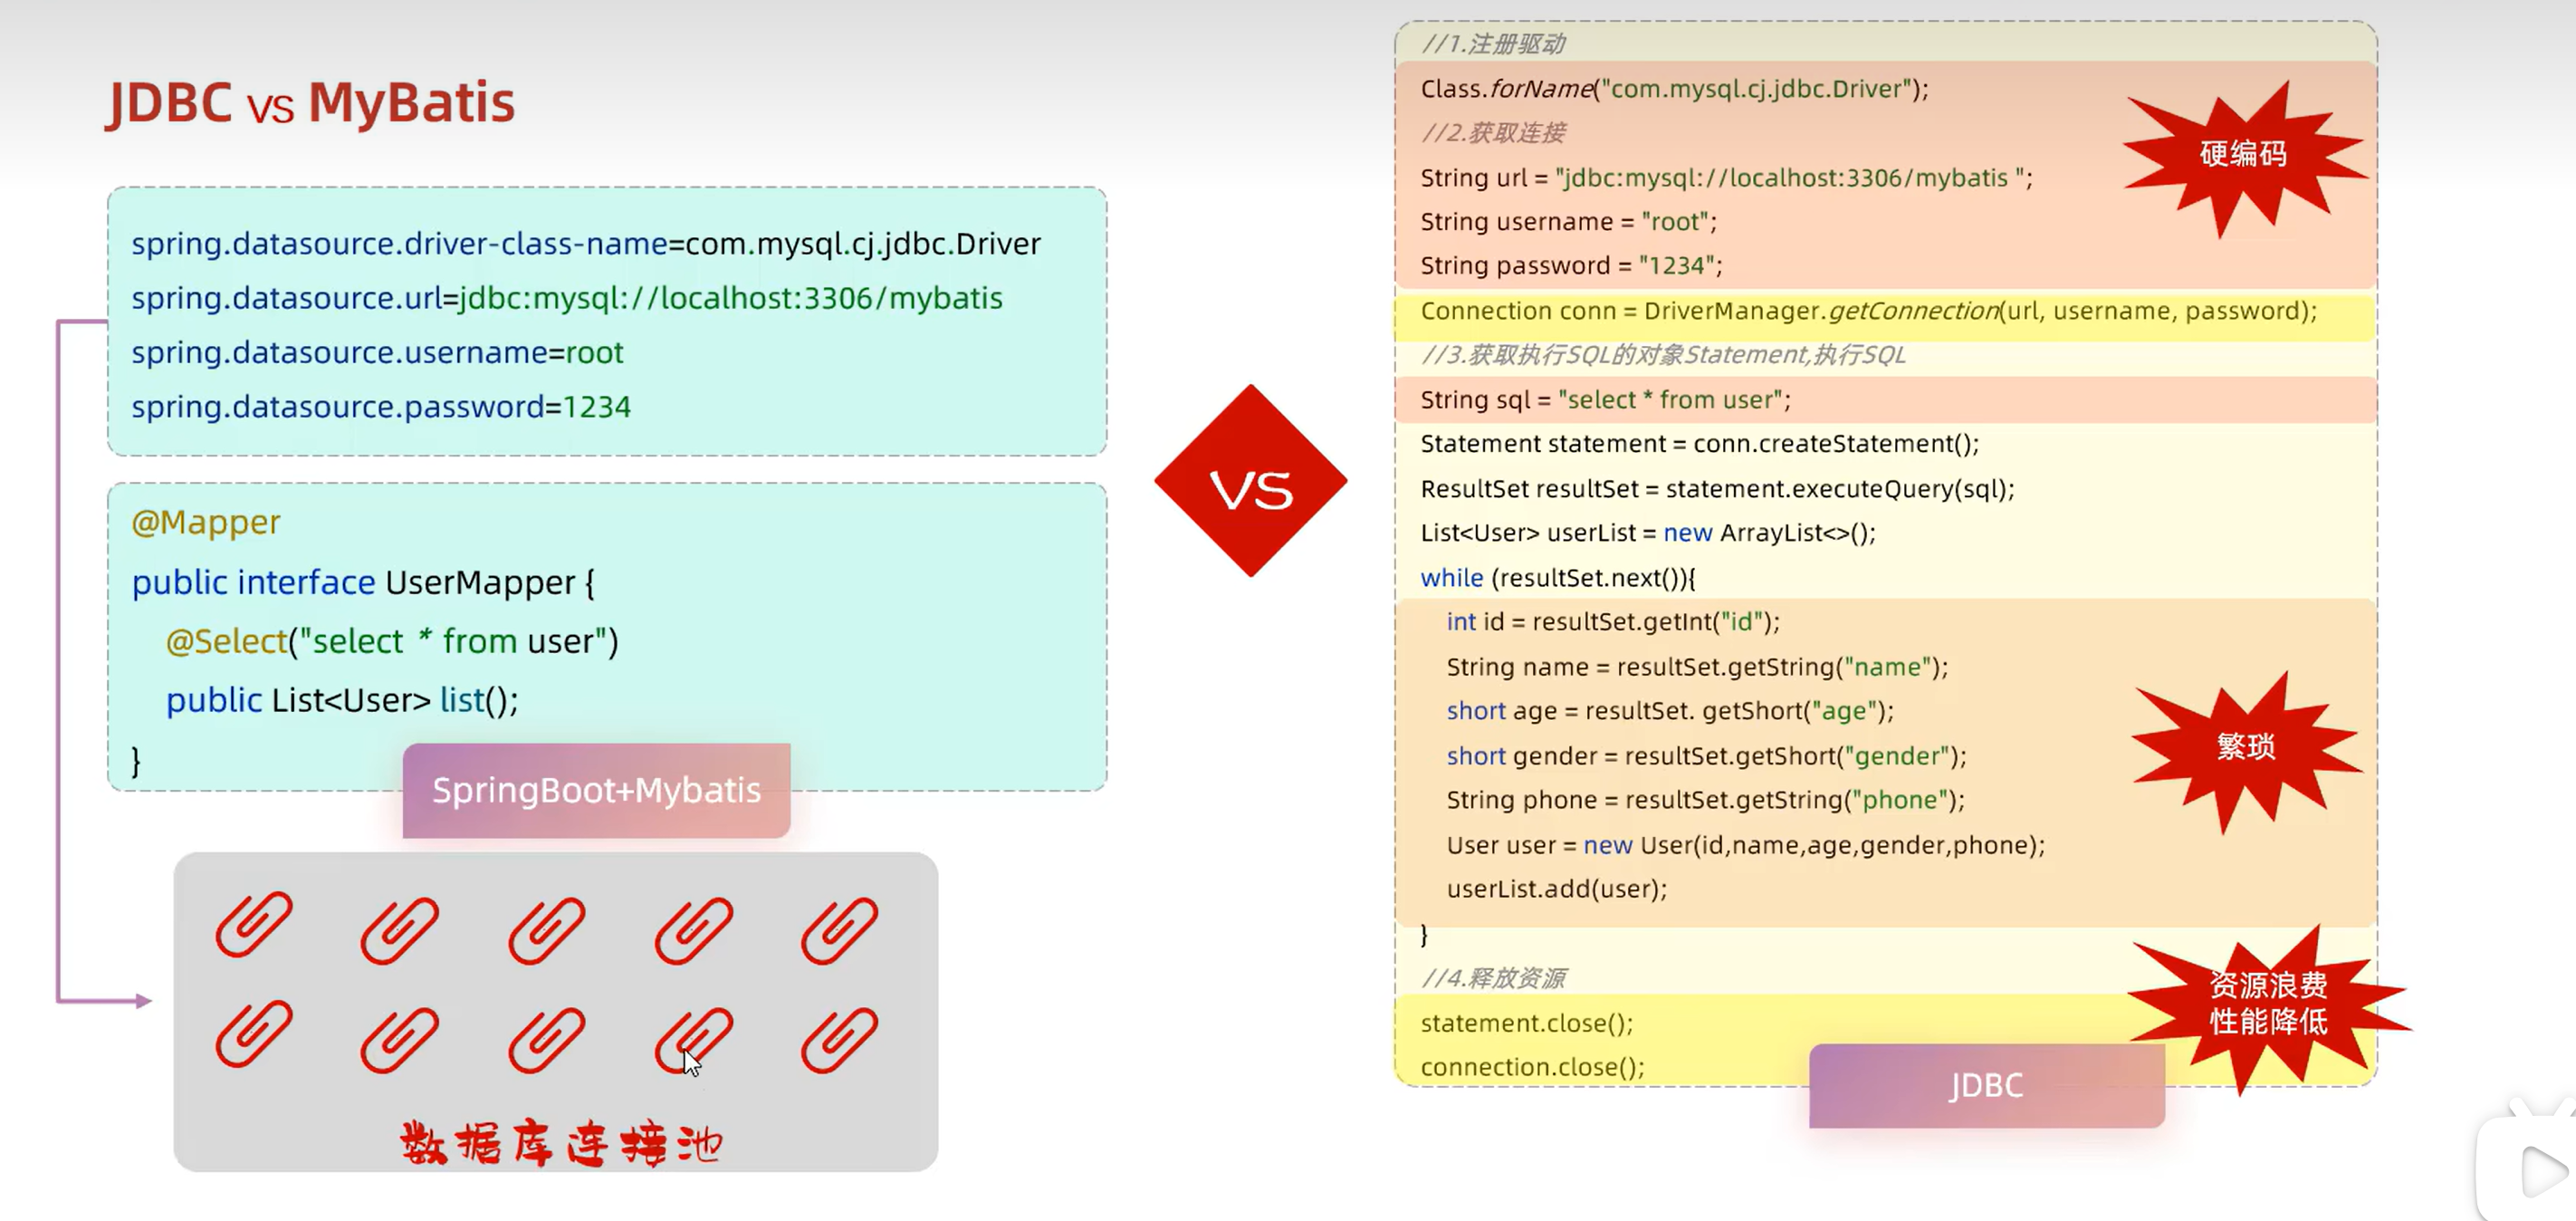 JDBC VS MyBatis
spring.datasource.driver-class-name=com.mysql.cj.jdbc.Driver
spring.datasource.url=jdbc:mysql://localhost:3306/mybatis
spring.datasource.username=root
spring.datasource.password=1234
@Mapper
public interface UserMapper {
@Select("select * from user")
public List<User> list();
}
SpringBoot+Mybatis
数据库连接池
VS
//1.注册驱动
Class.forName("com.mysql.cj.jdbc.Driver");
//2.获取连接
String url = "jdbc:mysql://localhost:3306/mybatis ";
String username = "root";
String password = "1234";
硬编码
Connection conn = DriverManager.getConnection(url, username, password);
//3.获取执行SQL的对象Statement,执行SQL
String sql = "select * from user";
Statement statement = conn.createStatement();
ResultSet resultSet = statement.executeQuery(sql);
List<User> userList = new ArrayList<>();
while (resultSet.next()){
int id = resultSet.getInt("id");
String name = resultSet.getString("name");
short age = resultSet. getShort("age");
short gender = resultSet.getShort("gender");
String phone = resultSet.getString("phone");
User user = new User(id,name,age,gender,phone);
userList.add(user);
繁琐
}
//4.释放资源
statement.close();
connection.close();
资源浪费
性能降低
JDBC